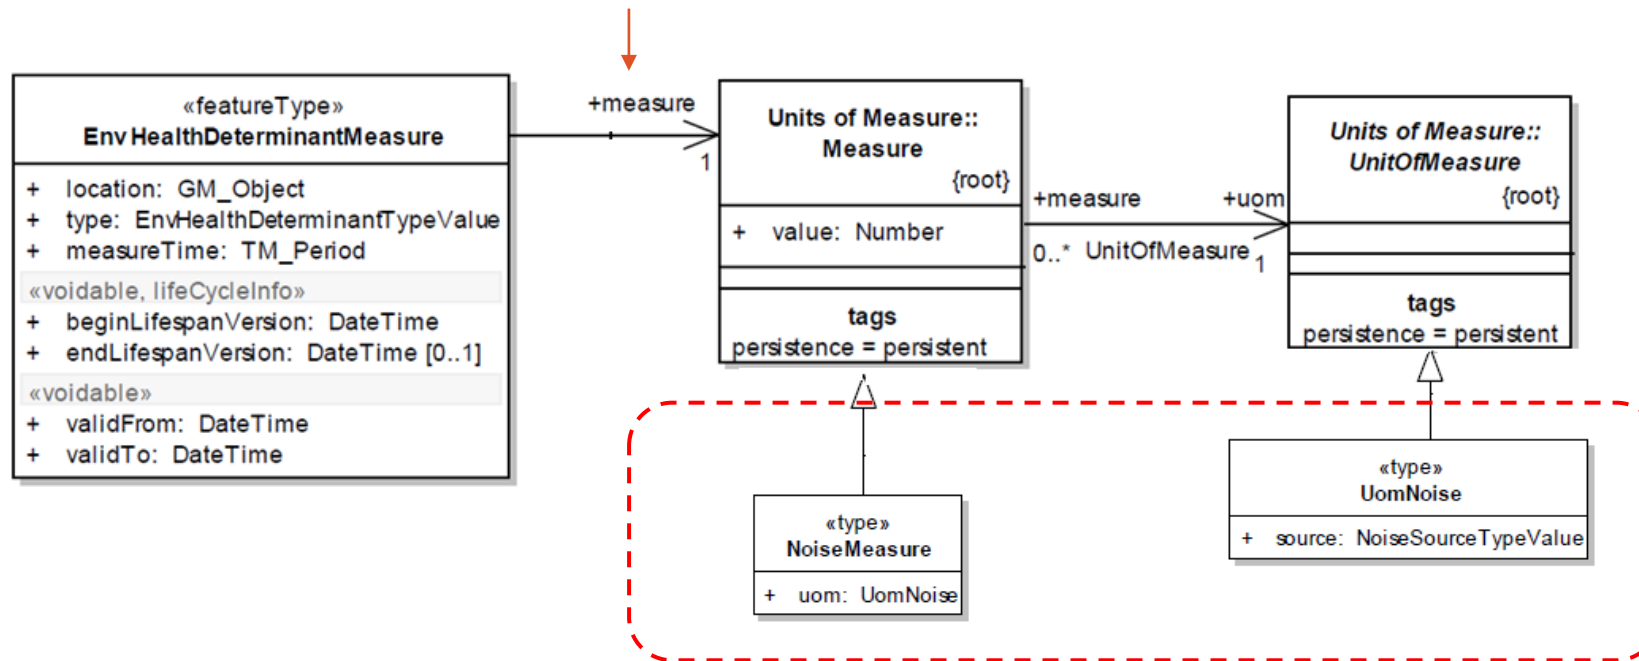 «featureType»
EnvHealthDeterminantMeasure
+ location: GM_Object
+ type: EnvHealthDeterminantTypeValue
+ measureTime: TM_Period
«voidable, lifeCycleInfo»
+ beginLifespanVersion: DateTime
+ endLifespanVersion: DateTime [0..1]
«voidable»
+ validFrom: DateTime
+ validTo: DateTime
+measure
1
Units of Measure::
Measure
{root}
+ value: Number
tags
persistence = persistent
+measure
+uom
0..*
UnitOfMeasure
1
Units of Measure::
UnitOfMeasure
{root}
tags
persistence = persistent
«type»
NoiseMeasure
+ uom: UomNoise
«type»
UomNoise
+ source: NoiseSourceTypeValue